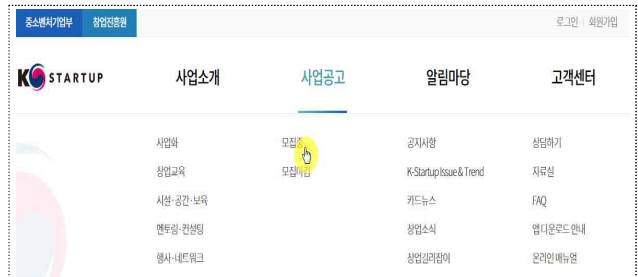 중소벤처기업부 창업진흥원 로그인 | 회원가입
K STARTUP 사업소개 사업공고 알림마당 고객센터
사업화 모집중 공지사항 상담하기
창업교육 모집마감 K-Startup Issue & Trend 자료실
시설·공간·보육 카드뉴스 FAQ
멘토링·컨설팅 창업소식 앱 다운로드 안내
행사·네트워크 창업길라잡이 온라인 매뉴얼